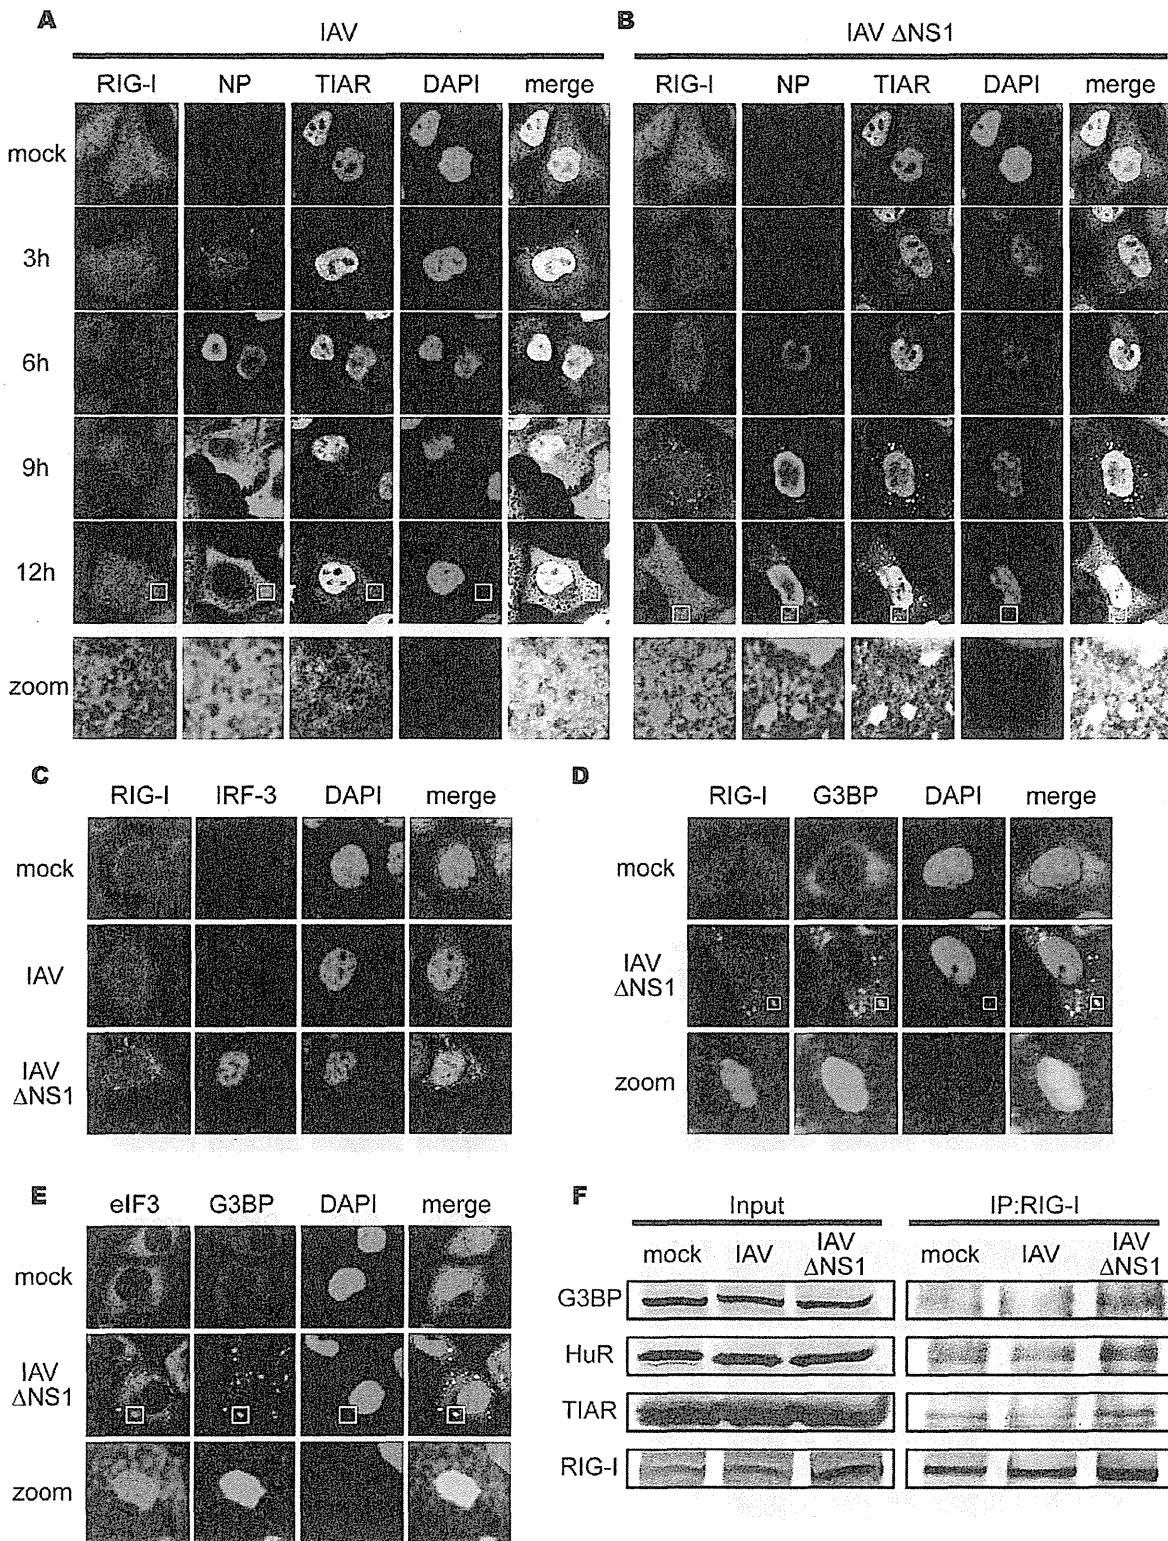 A
IAV
RIG-I NP TIAR DAPI merge
mock
3h
6h
9h
12h
zoom
B
IAV ΔNS1
RIG-I NP TIAR DAPI merge
C
RIG-I IRF-3 DAPI merge
mock
IAV
IAV
ΔNS1
D
RIG-I G3BP DAPI merge
mock
IAV
ΔNS1
zoom
E
eIF3 G3BP DAPI merge
mock
IAV
ΔNS1
zoom
F
Input IP:RIG-I
mock IAV IAV
ΔNS1
mock IAV IAV
ΔNS1
G3BP
HuR
TIAR
RIG-I